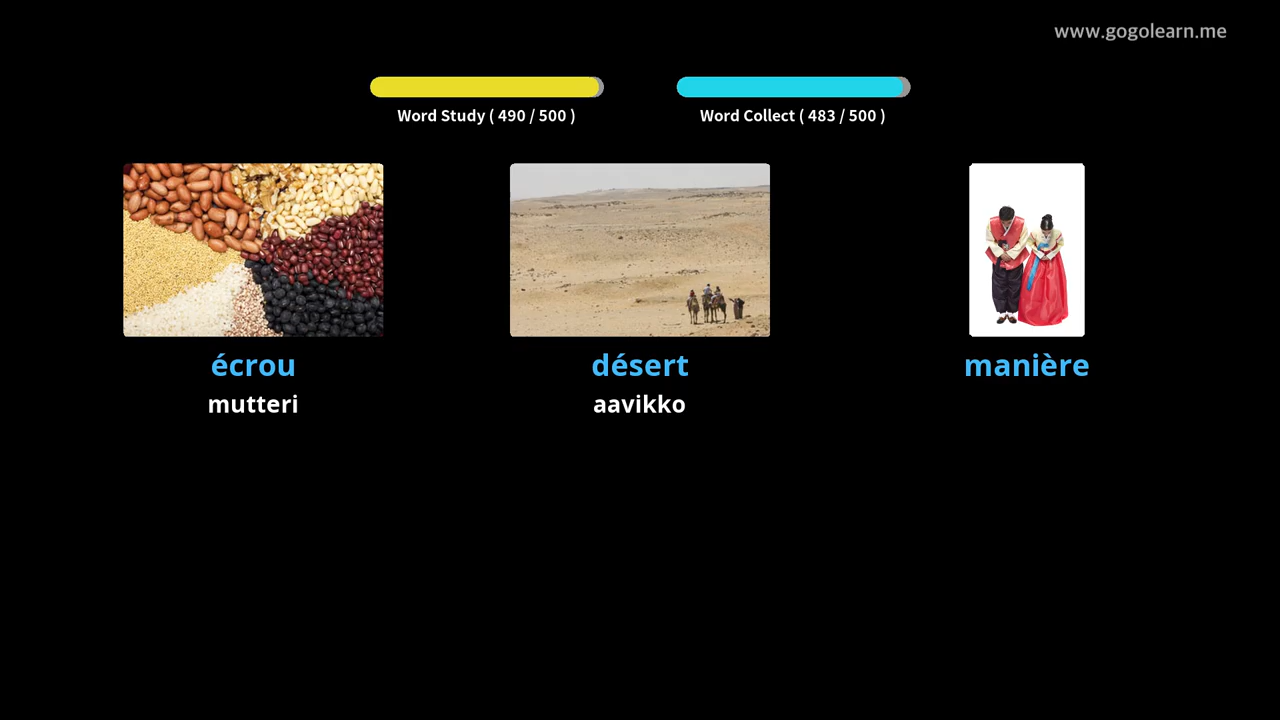 www.gogolearn.me
Word Study ( 490 / 500 )
Word Collect ( 483 / 500 )
écrou
désert
manière
mutteri
aavikko